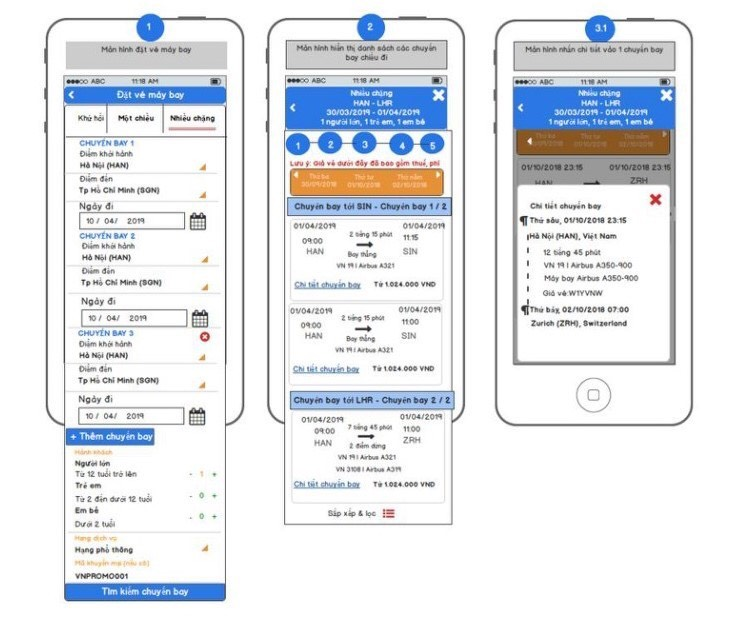 1
Màn hình đặt vé máy bay
ABC 11:18 AM
Đặt vé máy bay
Khứ hồi Một chiều Nhiều chặng
CHUYẾN BAY 1
Điểm khởi hành
Hà Nội (HAN)
Điểm đến
Tp Hồ Chí Minh (SGN)
Ngày đi
10 / 04/ 2019
CHUYẾN BAY 2
Điểm khởi hành
Hà Nội (HAN)
Điểm đến
Tp Hồ Chí Minh (SGN)
Ngày đi
10 / 04/ 2019
CHUYẾN BAY 3
Điểm khởi hành
Hà Nội (HAN)
Điểm đến
Tp Hồ Chí Minh (SGN)
Ngày đi
10 / 04/ 2019
+ Thêm chuyến bay
Hành khách
Người lớn
Từ 12 tuổi trở lên - 1 +
Trẻ em
Từ 2 đến dưới 12 tuổi - 0 +
Em bé
Dưới 2 tuổi - 0 +
Hạng dịch vụ
Hạng phổ thông
Mã khuyến mại (nếu có)
VNPROMO001
Tìm kiếm chuyến bay
2
Màn hình hiển thị danh sách các chuyến
bay chiều đi
ABC 11:18 AM
Nhiều chặng
HAN - LHR
30/03/2019 - 01/04/2019
1 người lớn, 1 trẻ em, 1 em bé
1 2 3 4 5
Lưu ý: Giá vé dưới đây đã bao gồm thuế, phí
Thứ tư Thứ năm
01/10/2018 02/10/2018
Chuyến bay tới SIN - Chuyến bay 1 / 2
01/04/2019 01/04/2019
2 tiếng 15 phút
09:00 11:15
HAN SIN
Bay thẳng
VN 19 | Airbus A321
Chi tiết chuyến bay Từ 1.024.000 VND
01/04/2019 01/04/2019
2 tiếng 15 phút
09:00 11:00
HAN SIN
Bay thẳng
VN 19 | Airbus A321
Chi tiết chuyến bay Từ 1.024.000 VND
Chuyến bay tới LHR - Chuyến bay 2 / 2
01/04/2019 01/04/2019
7 tiếng 45 phút
09:00 11:00
HAN ZRH
2 điểm dừng
VN 19 | Airbus A321
VN 3108 | Airbus A319
Chi tiết chuyến bay Từ 1.024.000 VND
Sắp xếp & lọc
3.1
Màn hình nhấn chi tiết vào 1 chuyến bay
ABC 11:18 AM
Nhiều chặng
HAN - LHR
30/03/2019 - 01/04/2019
1 người lớn, 1 trẻ em, 1 em bé
Thứ tư Thứ năm
01/10/2018 02/10/2018
01/10/2018 23:15 01/10/2018 23:15
HAN ZRH
Chi tiết chuyến bay
Thứ sáu, 01/10/2018 23:15
Hà Nội (HAN), Việt Nam
12 tiếng 45 phút
VN 19 | Airbus A350-900
Máy bay Airbus A350-900
Giá vé:W1YVNW
Thứ bảy, 02/10/2018 07:00
Zurich (ZRH), Switzerland